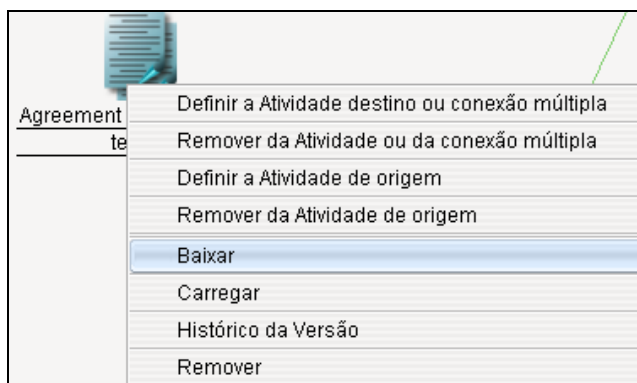 Agreement
te
Definir a Atividade destino ou conexão múltipla
Remover da Atividade ou da conexão múltipla
Definir a Atividade de origem
Remover da Atividade de origem
Baixar
Carregar
Histórico da Versão
Remover